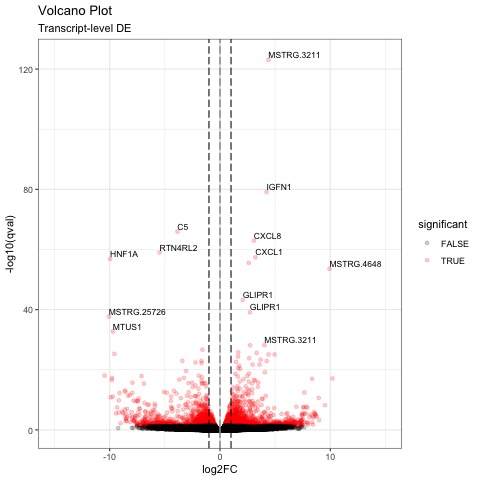 Volcano Plot
Transcript-level DE
-log10(qval)
120
80
40
0
MSTRG.3211
IGFN1
C5
CXCL8
RTN4RL2
CXCL1
HNF1A
MSTRG.4648
GLIPR1
GLIPR1
MSTRG.25726
MTUS1
MSTRG.3211
-10
0
10
log2FC
significant
FALSE
TRUE